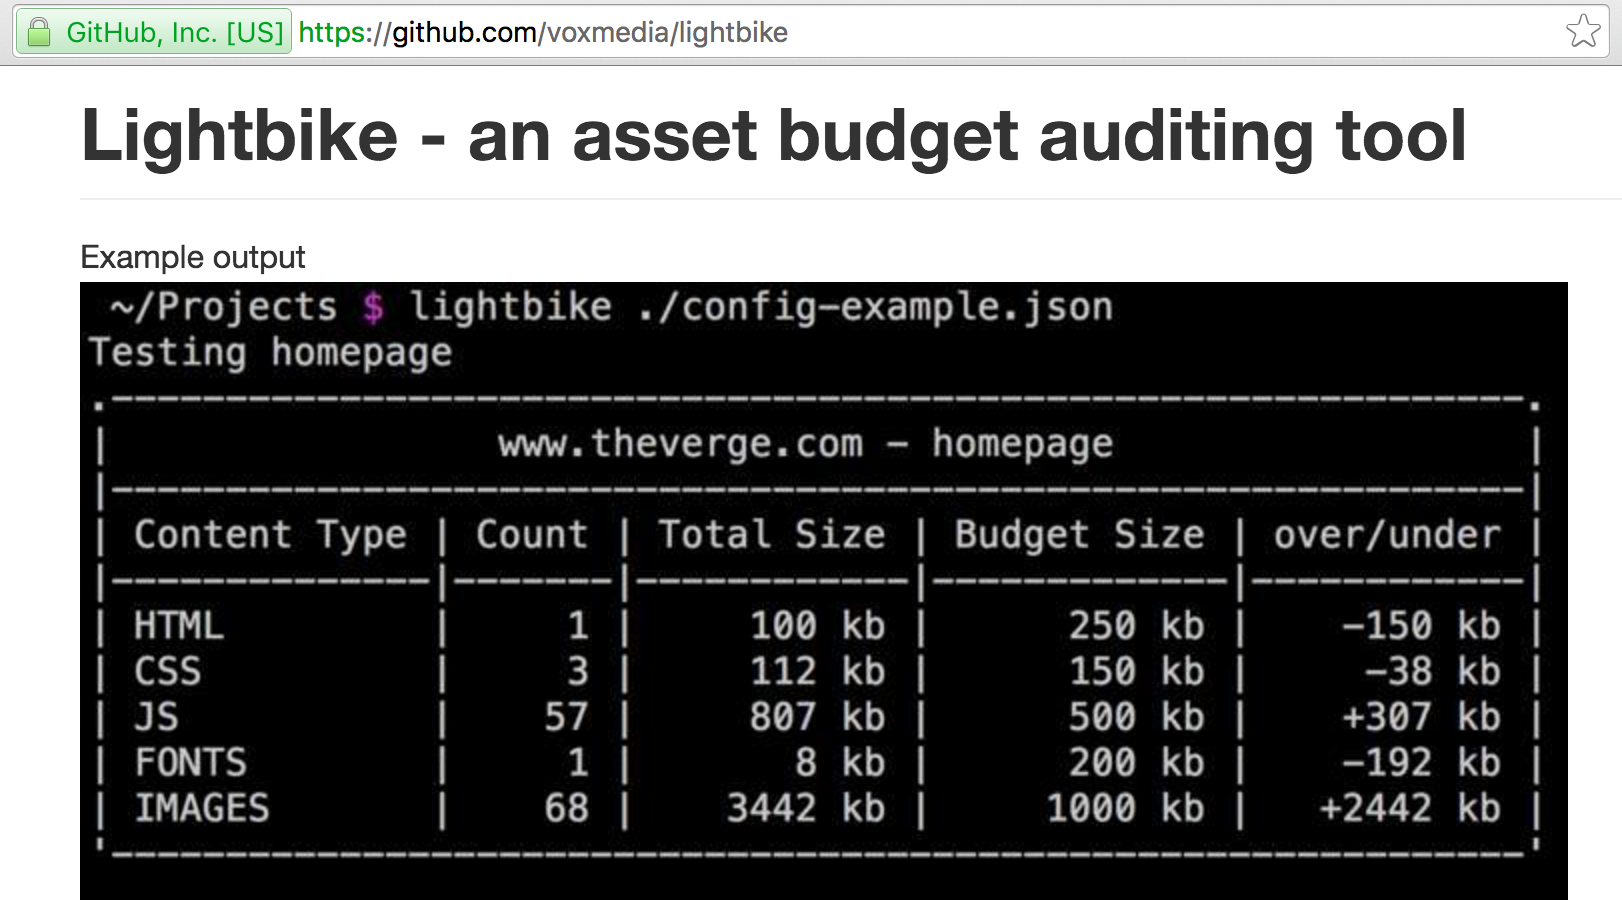 GitHub, Inc. [US] https://github.com/voxmedia/lightbike
Lightbike - an asset budget auditing tool
Example output
~/Projects $ lightbike ./config-example.json
Testing homepage
www.theverge.com - homepage
Content Type | Count | Total Size | Budget Size | over/under
HTML | 1 | 100 kb | 250 kb | -150 kb
CSS | 3 | 112 kb | 150 kb | -38 kb
JS | 57 | 807 kb | 500 kb | +307 kb
FONTS | 1 | 8 kb | 200 kb | -192 kb
IMAGES | 68 | 3442 kb | 1000 kb | +2442 kb